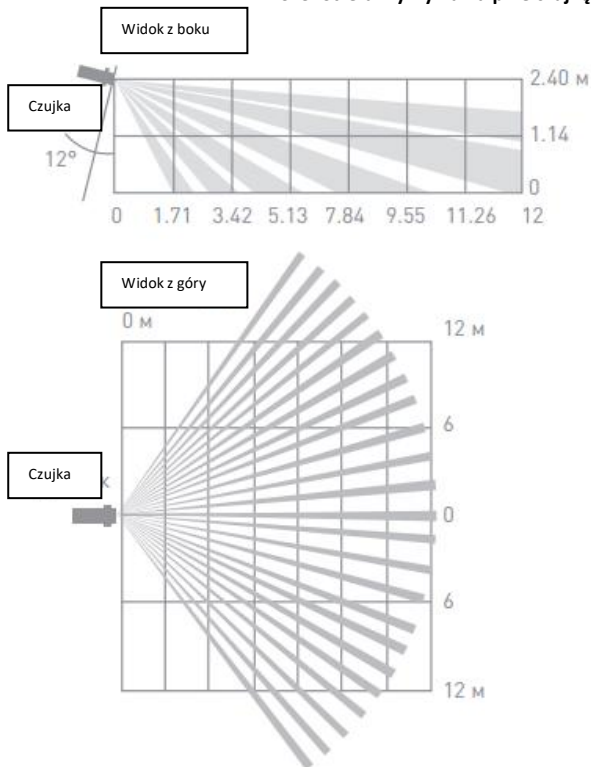 Widok z boku
Czujka
12°
2.40 м
1.14
0
0 1.71 3.42 5.13 7.84 9.55 11.26 12
Widok z góry
0 м
12 м
6
Czujka
0
6
12 м